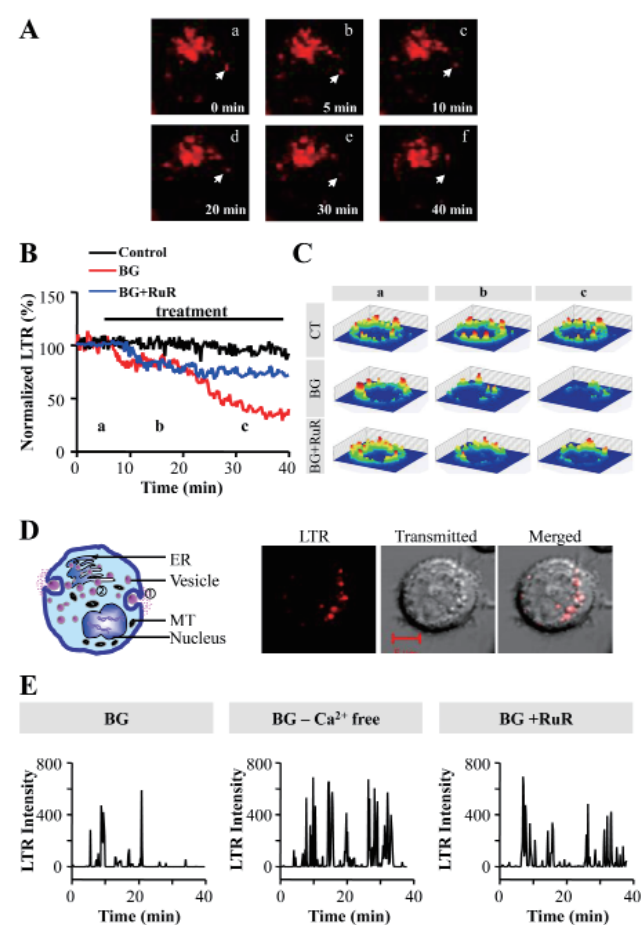 A
a
b
c
0 min
5 min
10 min
d
e
f
20 min
30 min
40 min
B
Control
BG
BG+RuR
Normalized LTR (%)
150
100
50
0
treatment
a
b
c
0
10
20
30
40
Time (min)
C
a
b
c
CT
BG
BG+RuR
D
ER
Vesicle
MT
Nucleus
①
②
LTR
Transmitted
Merged
E
BG
BG – Ca²⁺ free
BG +RuR
LTR Intensity
800
400
0
0
20
40
Time (min)
LTR Intensity
800
400
0
0
20
40
Time (min)
LTR Intensity
800
400
0
0
20
40
Time (min)